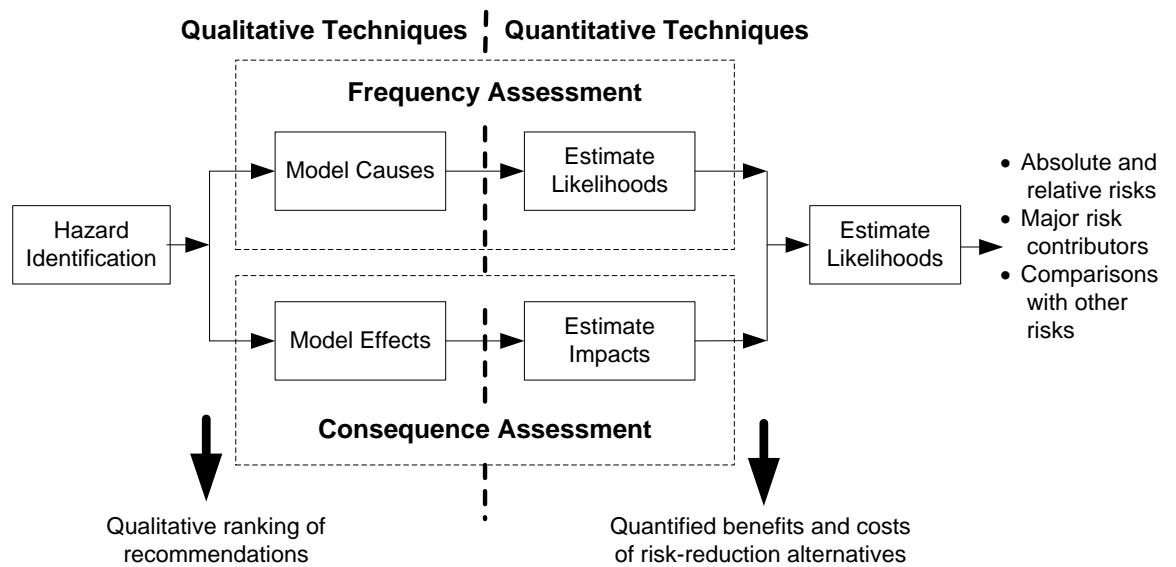 Qualitative Techniques
Quantitative Techniques
Frequency Assessment
Model Causes
Estimate
Likelihoods
Hazard
Identification
Estimate
Likelihoods
• Absolute and
relative risks
• Major risk
contributors
• Comparisons
with other
risks
Model Effects
Estimate
Impacts
Consequence Assessment
Qualitative ranking of
recommendations
Quantified benefits and costs
of risk-reduction alternatives